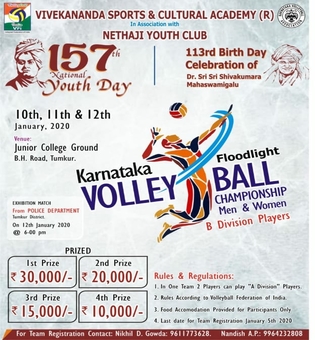 VIVEKANANDA SPORTS & CULTURAL ACADEMY (R)
In Association with
NETHAJI YOUTH CLUB
157th
National
Youth Day
113rd Birth Day
Celebration of
Dr. Sri Sri Shivakumara
Mahaswamigalu
10th, 11th & 12th
January, 2020
Venue:
Junior College Ground
B.H. Road, Tumkur.
Karnataka
Floodlight
VOLLEY BALL
CHAMPIONSHIP
Men & Women
B Division Players
EXHIBITION MATCH
from POLICE DEPARTMENT
Tumkur District.
On 12th January 2020
@ 6-00 pm
PRIZED
1st Prize
₹ 30,000/-
2nd Prize
₹ 20,000/-
3rd Prize
₹ 15,000/-
4th Prize
₹ 10,000/-
Rules & Regulations:
1. In One Team 2 Players can play "A Division" Players.
2. Rules According to Volleyball Federation of India.
3. Food Accomodation Provided for Participants Only
4. Last date for Team Registration January 5th 2020
For Team Registration Contact: Nikhil D. Gowda: 9611773628. Nandish A.P.: 9964232808